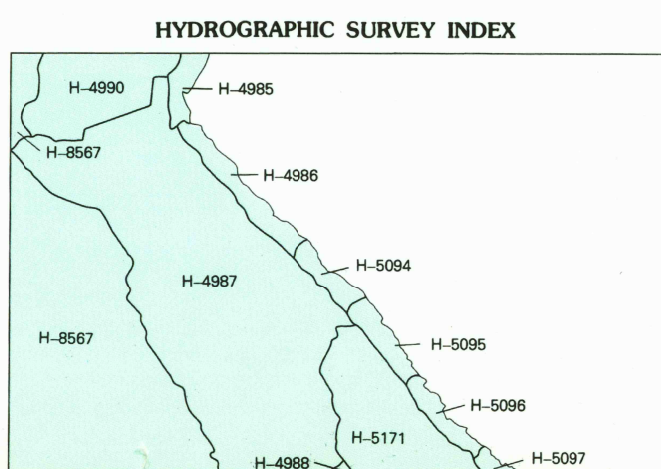 HYDROGRAPHIC SURVEY INDEX
H–4990
H–4985
H–8567
H–4986
H–5094
H–4987
H–8567
H–5095
H–5096
H–5171
H–5097
H–4988